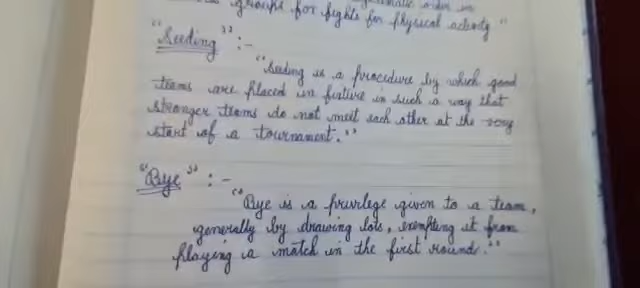 groups for fights for physical activity"
"Seeding" :-
"Seeding is a procedure by which good
teams are placed in fixture in such a way that
stronger teams do not meet each other at the very
start of a tournament."
"Bye" :-
"Bye is a privilege given to a team,
generally by drawing lots, exempting it from
playing a match in the first round."